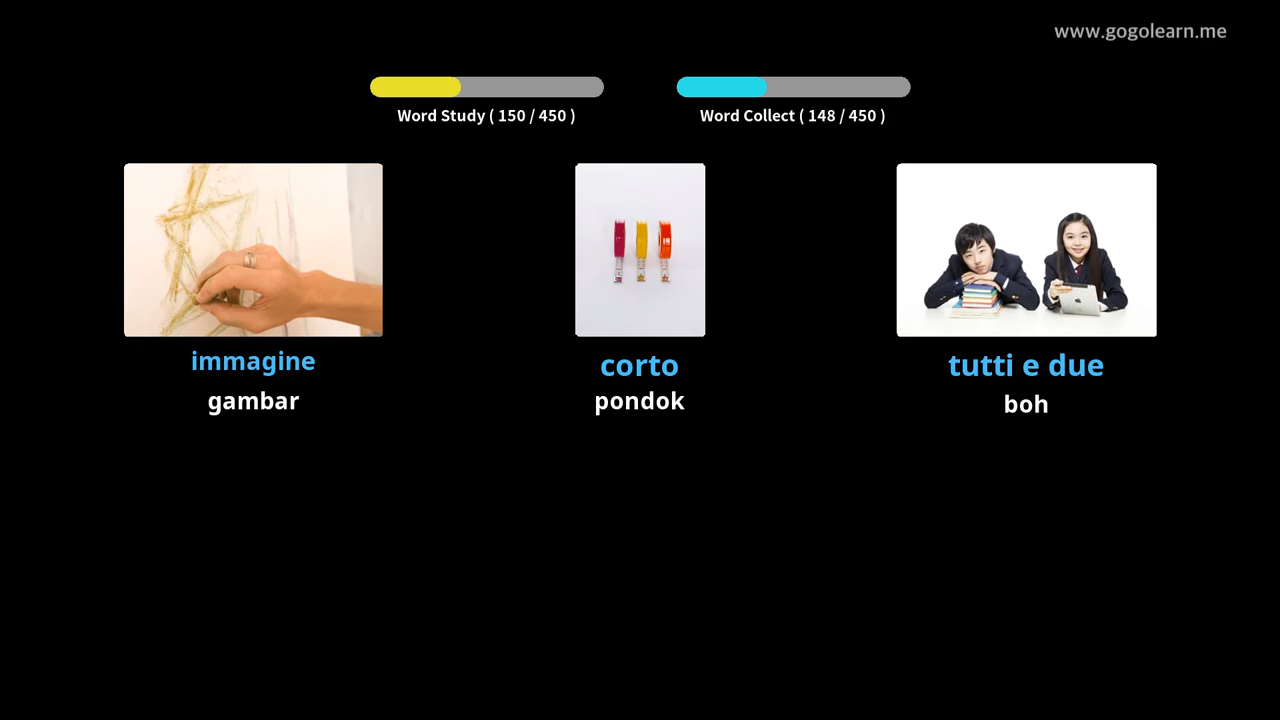 www.gogolearn.me
Word Study ( 150 / 450 )
Word Collect ( 148 / 450 )
immagine
gambar
corto
pondok
tutti e due
boh